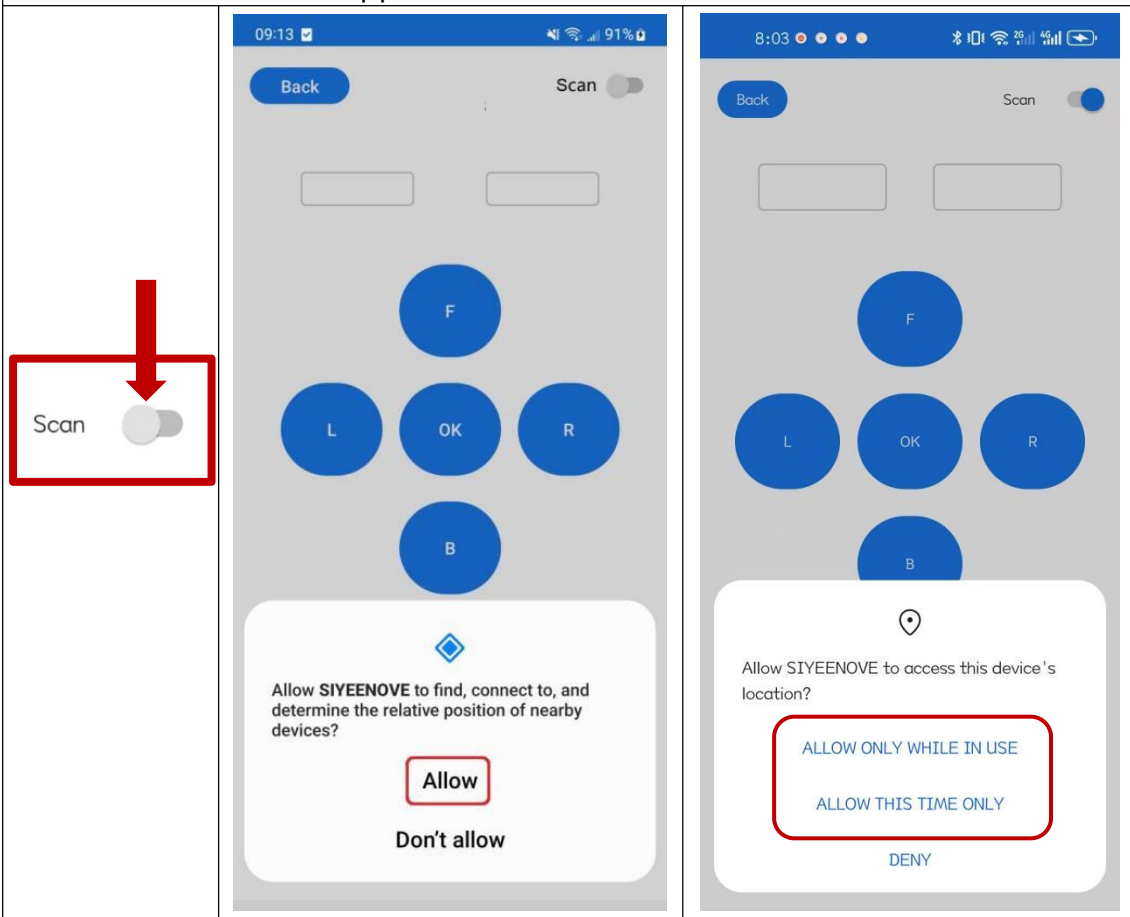 Scan
09:13
91%
Back
Scan
F
L
OK
R
B
Allow SIYEENOVE to find, connect to, and
determine the relative position of nearby
devices?
Allow
Don't allow
8:03
2G
4G
Back
Scan
F
L
OK
R
B
Allow SIYEENOVE to access this device's
location?
ALLOW ONLY WHILE IN USE
ALLOW THIS TIME ONLY
DENY